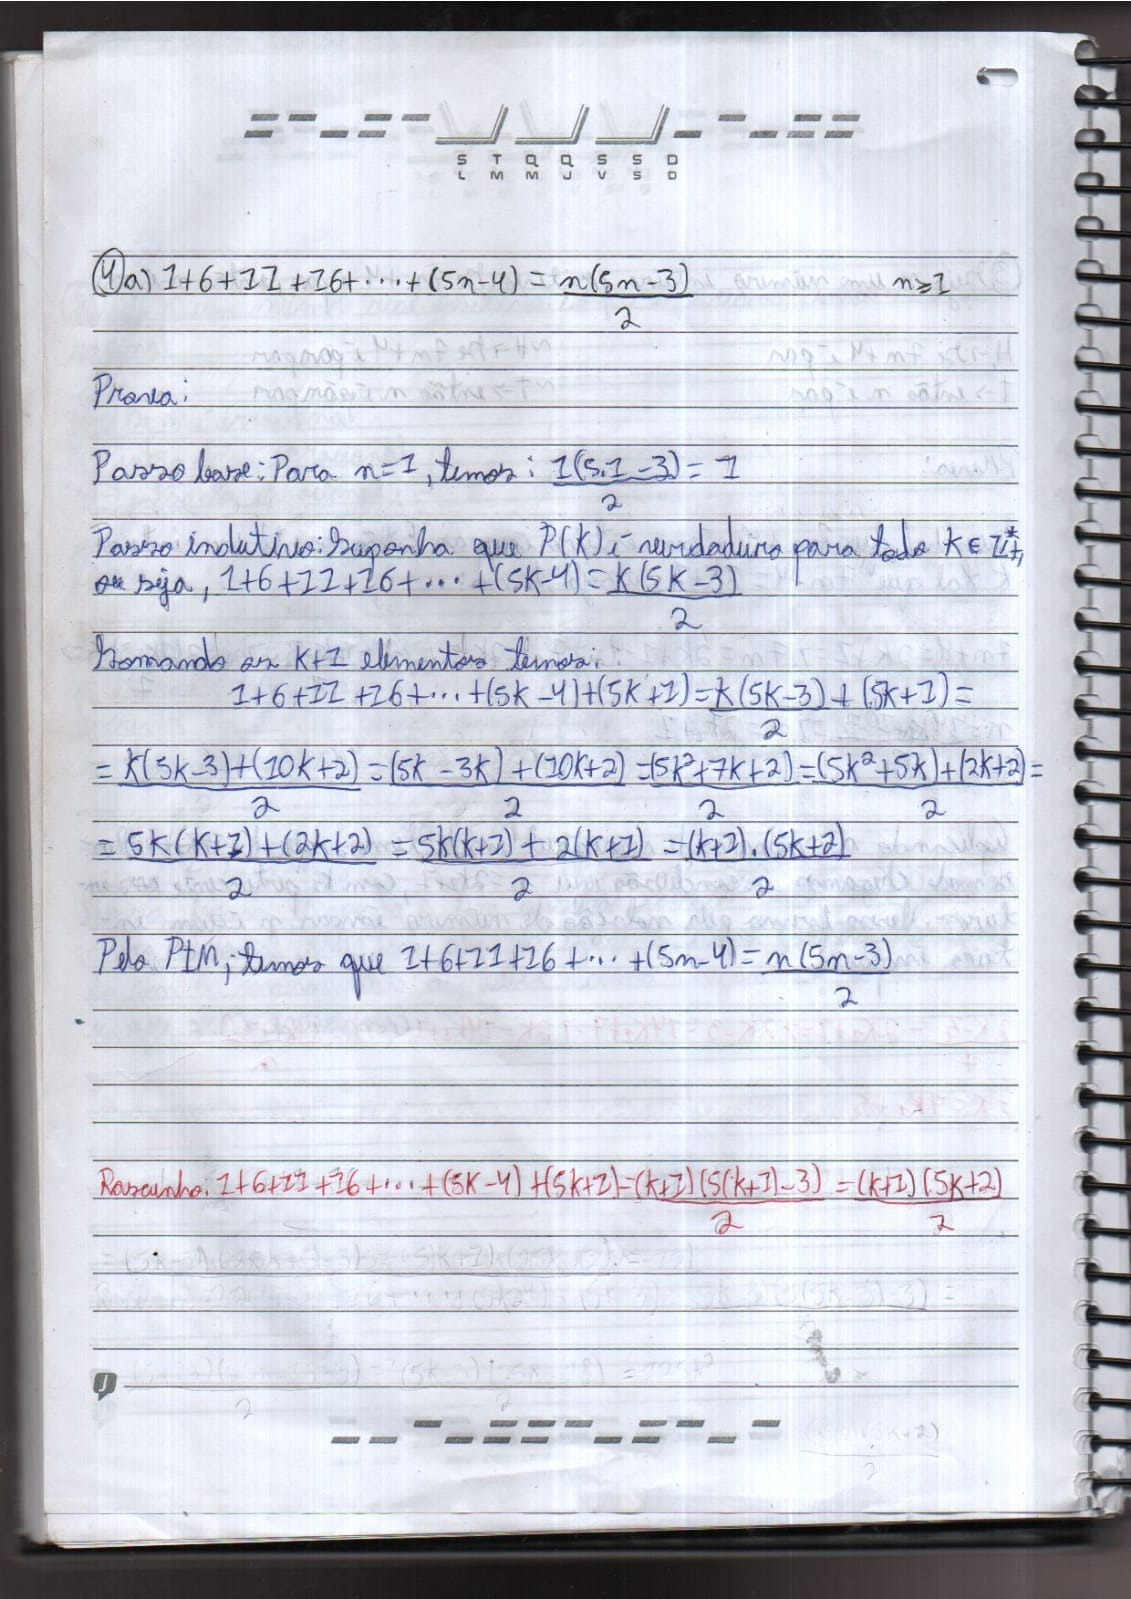 S T Q Q S S D
L M M J V S D
4a) 1+6+11+16+...+(5n-4) = n(5n-3)/2 n≥1
Prova:
Passo base: Para n=1, temos: 1(5.1-3)/2 = 1
Passo indutivo: Suponha que P(k) é verdadeiro para todo k ∈ Z*+,
ou seja, 1+6+11+16+... +(5k-4) = k(5k-3)/2
Somando os k+1 elementos temos:
1+6+11+16+...+(5k-4)+(5k+1) = k(5k-3)/2 + (5k+1) =
= k(5k-3)+(10k+2)/2 = (5k-3k)+(10k+2)/2 = (5k²+7k+2)/2 = (5k²+5k)+(2k+2)/2 =
= 5k(k+1)+(2k+2)/2 = 5k(k+1)+2(k+1)/2 = (k+1).(5k+2)/2
Pelo PIM, temos que 1+6+11+16+... +(5n-4) = n(5n-3)/2
Rascunho: 1+6+11+16+...+(5k-4)+(5k+1) = (k+1)(5(k+1)-3)/2 = (k+1)(5k+2)/2
J